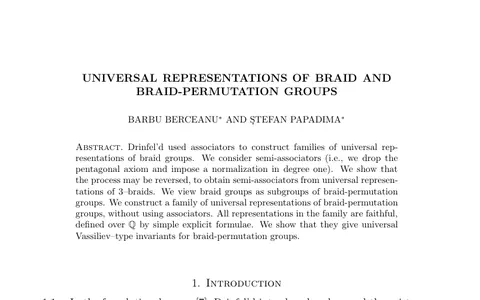 UNIVERSAL REPRESENTATIONS OF BRAID AND
BRAID-PERMUTATION GROUPS
BARBU BERCEANU* AND ŞTEFAN PAPADIMA*
Abstract. Drinfel'd used associators to construct families of universal rep-
resentations of braid groups. We consider semi-associators (i.e., we drop the
pentagonal axiom and impose a normalization in degree one). We show that
the process may be reversed, to obtain semi-associators from universal represen-
tations of 3–braids. We view braid groups as subgroups of braid-permutation
groups. We construct a family of universal representations of braid-permutation
groups, without using associators. All representations in the family are faithful,
defined over ℚ by simple explicit formulae. We show that they give universal
Vassiliev–type invariants for braid-permutation groups.
1. Introduction